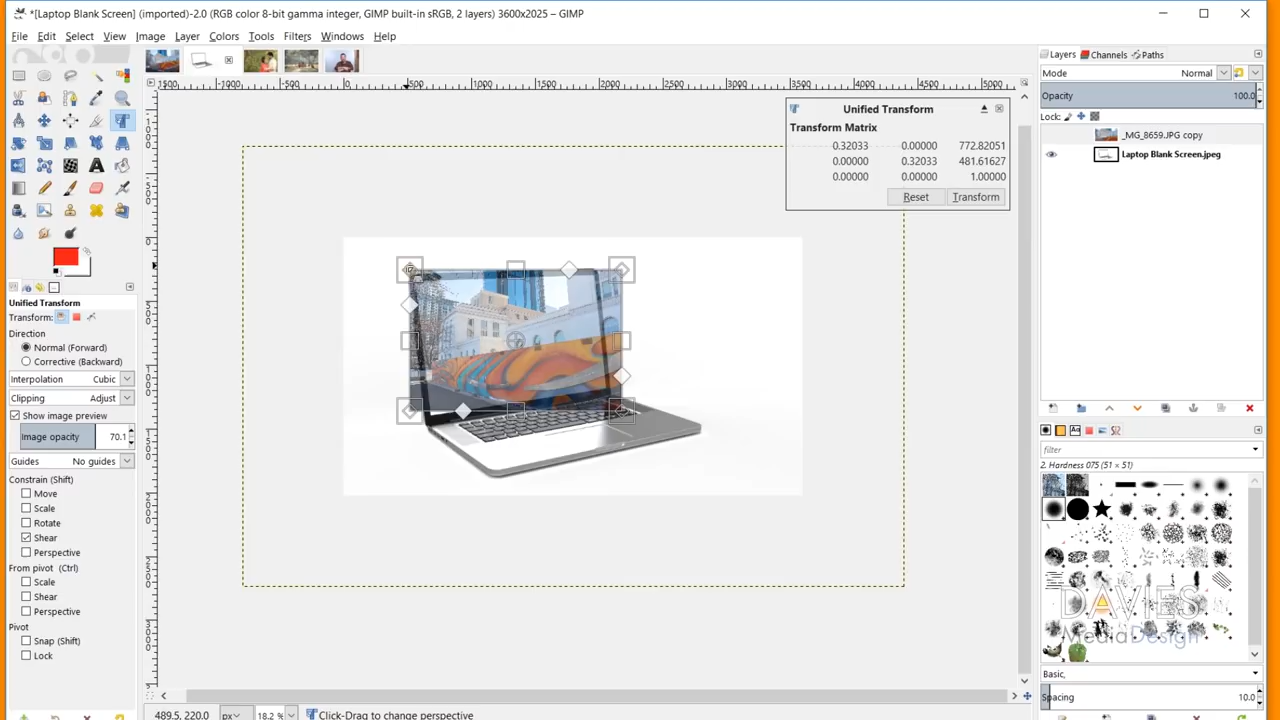 *[Laptop Blank Screen] (imported)-2.0 (RGB color 8-bit gamma integer, GIMP built-in sRGB, 2 layers) 3600x2025 – GIMP
File Edit Select View Image Layer Colors Tools Filters Windows Help
Layers Channels Paths
Mode Normal
Opacity 100.0
Lock:
_MG_8659.JPG copy
Laptop Blank Screen.jpeg
Unified Transform
Transform Matrix
0.32033 0.00000 772.82051
0.00000 0.32033 481.61627
0.00000 0.00000 1.00000
Reset Transform
Unified Transform
Transform:
Direction
Normal (Forward)
Corrective (Backward)
Interpolation Cubic
Clipping Adjust
Show image preview
Image opacity 70.1
Guides No guides
Constrain (Shift)
Move
Scale
Rotate
Shear
Perspective
From pivot (Ctrl)
Scale
Shear
Perspective
Pivot
Snap (Shift)
Lock
filter
2. Hardness 075 (51 × 51)
DAVIES
MediaDesign
Basic,
Spacing 10.0
489.5, 220.0 px 18.2 % Click-Drag to change perspective